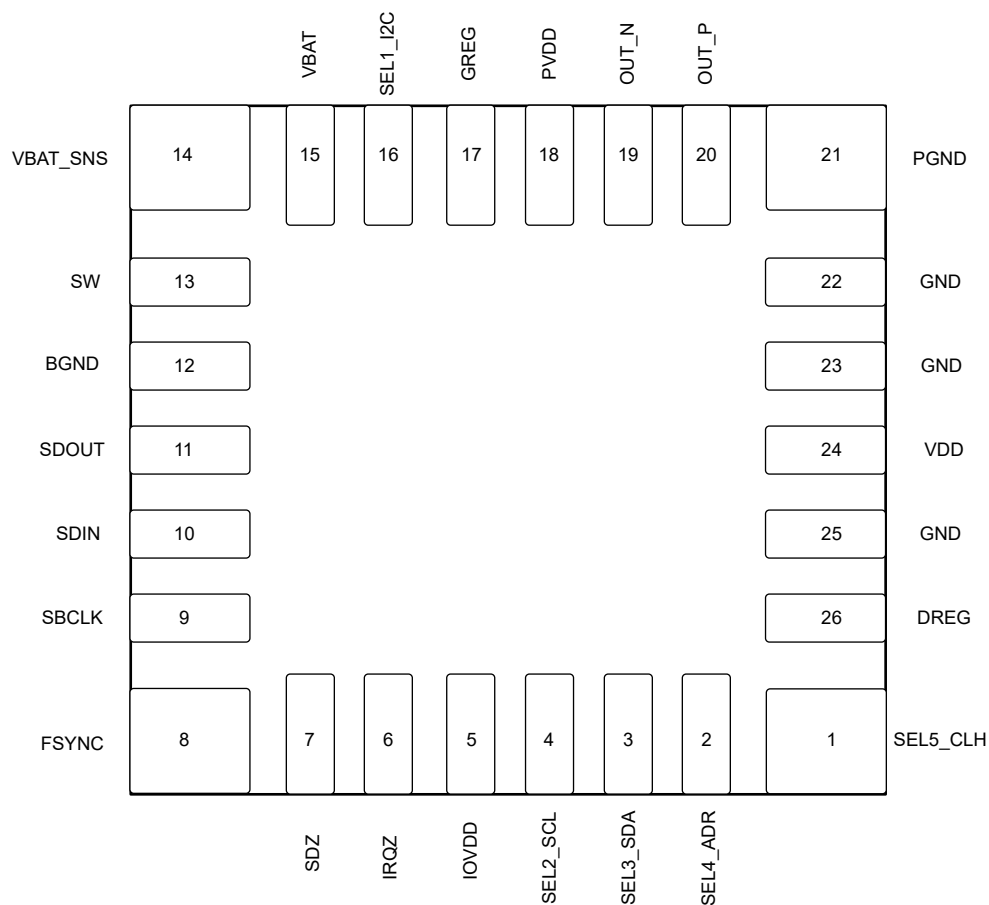 VBAT
SEL1_I2C
GREG
PVDD
OUT_N
OUT_P
VBAT_SNS
14
15
16
17
18
19
20
21
PGND
SW
13
22
GND
BGND
12
23
GND
SDOUT
11
24
VDD
SDIN
10
25
GND
SBCLK
9
26
DREG
FSYNC
8
7
6
5
4
3
2
1
SEL5_CLH
SDZ
IRQZ
IOVDD
SEL2_SCL
SEL3_SDA
SEL4_ADR